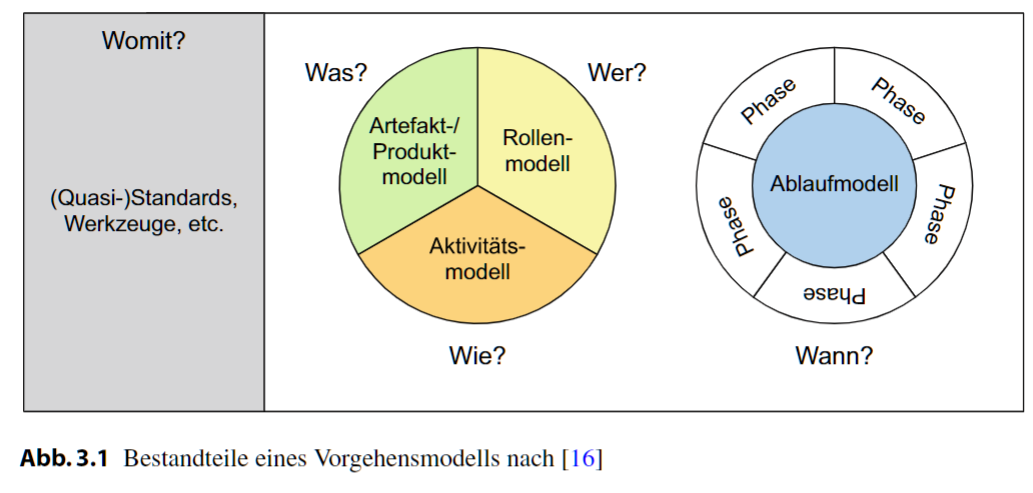 Womit?
(Quasi-)Standards,
Werkzeuge, etc.
Was?
Wer?
Artefakt-/
Produkt-
modell
Rollen-
modell
Aktivitäts-
modell
Wie?
Phase
Phase
Phase
Phase
Phase
Ablaufmodell
Wann?
Abb. 3.1 Bestandteile eines Vorgehensmodells nach [16]